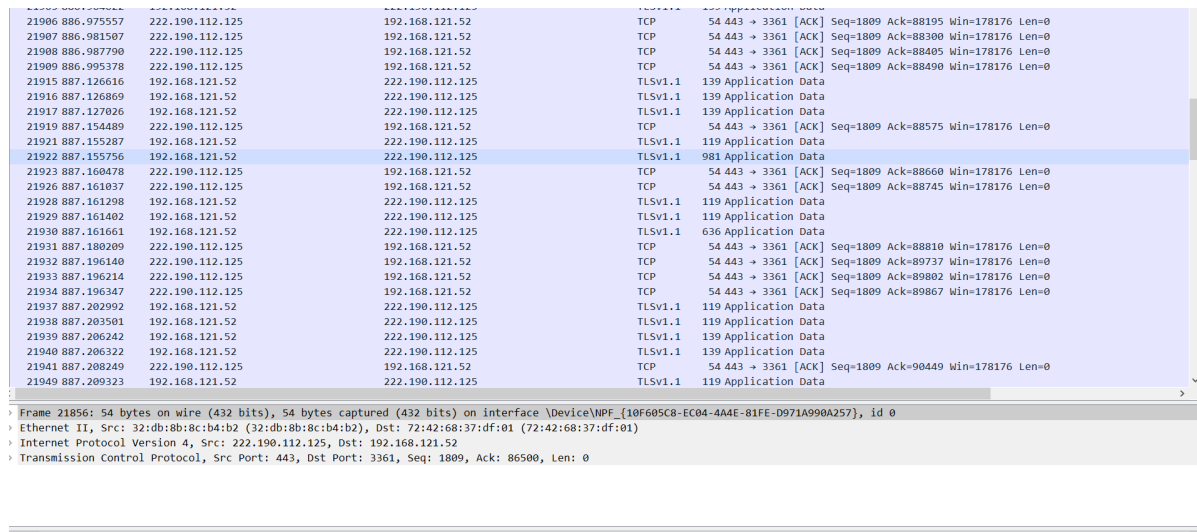 21906 886.975557 222.190.112.125 192.168.121.52 TCP 54 443 → 3361 [ACK] Seq=1809 Ack=88195 Win=178176 Len=0
21907 886.981507 222.190.112.125 192.168.121.52 TCP 54 443 → 3361 [ACK] Seq=1809 Ack=88300 Win=178176 Len=0
21908 886.987790 222.190.112.125 192.168.121.52 TCP 54 443 → 3361 [ACK] Seq=1809 Ack=88405 Win=178176 Len=0
21909 886.995378 222.190.112.125 192.168.121.52 TCP 54 443 → 3361 [ACK] Seq=1809 Ack=88490 Win=178176 Len=0
21915 887.126616 192.168.121.52 222.190.112.125 TLSv1.1 139 Application Data
21916 887.126869 192.168.121.52 222.190.112.125 TLSv1.1 139 Application Data
21917 887.127026 192.168.121.52 222.190.112.125 TLSv1.1 139 Application Data
21919 887.154489 222.190.112.125 192.168.121.52 TCP 54 443 → 3361 [ACK] Seq=1809 Ack=88575 Win=178176 Len=0
21921 887.155287 192.168.121.52 222.190.112.125 TLSv1.1 119 Application Data
21922 887.155756 192.168.121.52 222.190.112.125 TLSv1.1 981 Application Data
21923 887.160478 222.190.112.125 192.168.121.52 TCP 54 443 → 3361 [ACK] Seq=1809 Ack=88660 Win=178176 Len=0
21926 887.161037 222.190.112.125 192.168.121.52 TCP 54 443 → 3361 [ACK] Seq=1809 Ack=88745 Win=178176 Len=0
21928 887.161298 192.168.121.52 222.190.112.125 TLSv1.1 119 Application Data
21929 887.161402 192.168.121.52 222.190.112.125 TLSv1.1 119 Application Data
21930 887.161661 192.168.121.52 222.190.112.125 TLSv1.1 636 Application Data
21931 887.180209 222.190.112.125 192.168.121.52 TCP 54 443 → 3361 [ACK] Seq=1809 Ack=88810 Win=178176 Len=0
21932 887.196140 222.190.112.125 192.168.121.52 TCP 54 443 → 3361 [ACK] Seq=1809 Ack=89737 Win=178176 Len=0
21933 887.196214 222.190.112.125 192.168.121.52 TCP 54 443 → 3361 [ACK] Seq=1809 Ack=89802 Win=178176 Len=0
21934 887.196347 222.190.112.125 192.168.121.52 TCP 54 443 → 3361 [ACK] Seq=1809 Ack=89867 Win=178176 Len=0
21937 887.202992 192.168.121.52 222.190.112.125 TLSv1.1 119 Application Data
21938 887.203501 192.168.121.52 222.190.112.125 TLSv1.1 119 Application Data
21939 887.206242 192.168.121.52 222.190.112.125 TLSv1.1 139 Application Data
21940 887.206322 192.168.121.52 222.190.112.125 TLSv1.1 139 Application Data
21941 887.208249 222.190.112.125 192.168.121.52 TCP 54 443 → 3361 [ACK] Seq=1809 Ack=90449 Win=178176 Len=0
21949 887.209323 192.168.121.52 222.190.112.125 TLSv1.1 119 Application Data
Frame 21856: 54 bytes on wire (432 bits), 54 bytes captured (432 bits) on interface \Device\NPF_{10F605C8-EC04-4A4E-81FE-D971A990A257}, id 0
Ethernet II, Src: 32:db:8b:8c:b4:b2 (32:db:8b:8c:b4:b2), Dst: 72:42:68:37:df:01 (72:42:68:37:df:01)
Internet Protocol Version 4, Src: 222.190.112.125, Dst: 192.168.121.52
Transmission Control Protocol, Src Port: 443, Dst Port: 3361, Seq: 1809, Ack: 86500, Len: 0